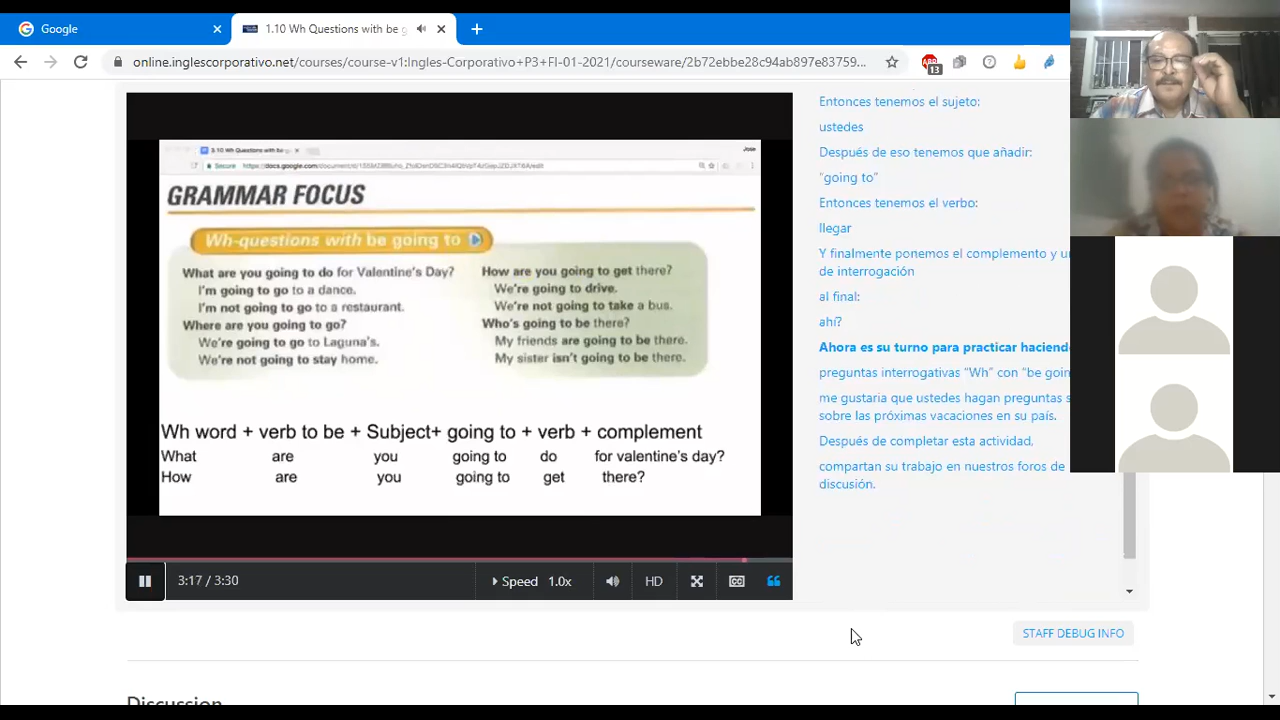 Google
1.10 Wh Questions with be g
online.inglescorporativo.net/courses/course-v1:Ingles-Corporativo+P3+FI-01-2021/courseware/2b72ebbe28c94ab897e83759...
13
Jose
Secure
GRAMMAR FOCUS
Wh-questions with be going to
What are you going to do for Valentine's Day?
I'm going to go to a dance.
I'm not going to go to a restaurant.
Where are you going to go?
We're going to go to Laguna's.
We're not going to stay home.
How are you going to get there?
We're going to drive.
We're not going to take a bus.
Who's going to be there?
My friends are going to be there.
My sister isn't going to be there.
Wh word + verb to be + Subject+ going to + verb + complement
What are you going to do for valentine's day?
How are you going to get there?
3:17 / 3:30
Speed 1.0x
HD
Entonces tenemos el sujeto:
ustedes
Después de eso tenemos que añadir:
"going to"
Entonces tenemos el verbo:
llegar
Y finalmente ponemos el complemento y
de interrogación
al final:
ahí?
Ahora es su turno para practicar haciend
preguntas interrogativas "Wh" con "be goin
me gustaria que ustedes hagan preguntas s
sobre las próximas vacaciones en su país.
Después de completar esta actividad,
compartan su trabajo en nuestros foros de
discusión.
STAFF DEBUG INFO
Discussion